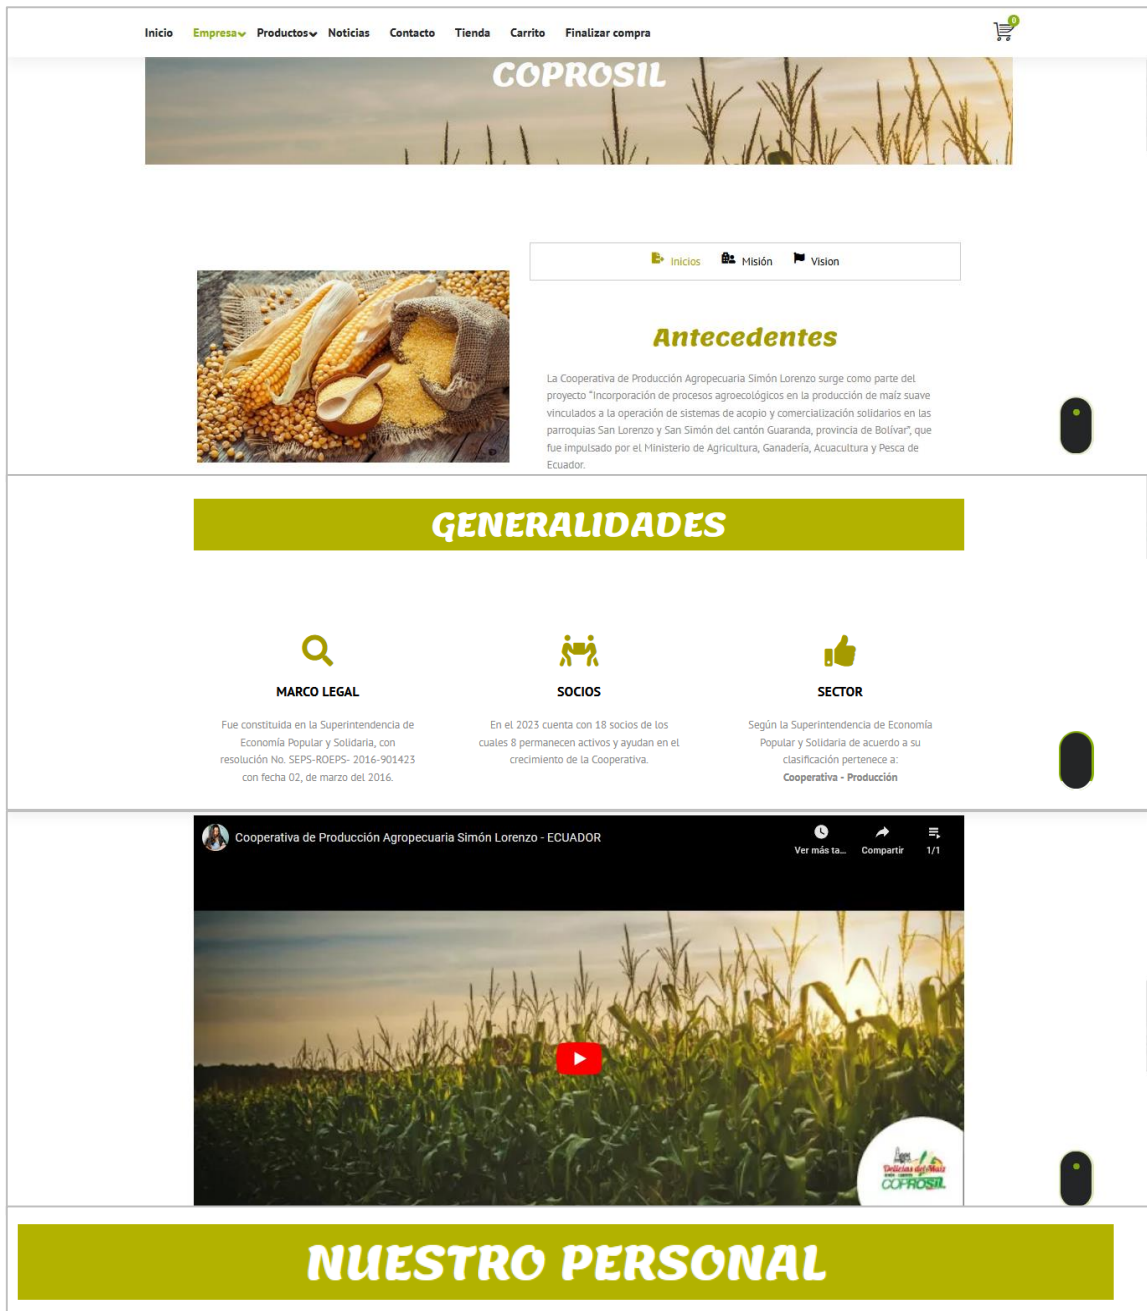 Inicio Empresa Productos Noticias Contacto Tienda Carrito Finalizar compra 0
COPROSIL
Inicios Misión Vision
Antecedentes
La Cooperativa de Producción Agropecuaria Simón Lorenzo surge como parte del
proyecto "Incorporación de procesos agroecológicos en la producción de maíz suave
vinculados a la operación de sistemas de acopio y comercialización solidarios en las
parroquias San Lorenzo y San Simón del cantón Guaranda, provincia de Bolívar", que
fue impulsado por el Ministerio de Agricultura, Ganadería, Acuacultura y Pesca de
Ecuador.
GENERALIDADES
MARCO LEGAL
Fue constituida en la Superintendencia de
Economía Popular y Solidaria, con
resolución No. SEPS-ROEPS- 2016-901423
con fecha 02, de marzo del 2016.
SOCIOS
En el 2023 cuenta con 18 socios de los
cuales 8 permanecen activos y ayudan en el
crecimiento de la Cooperativa.
SECTOR
Según la Superintendencia de Economía
Popular y Solidaria de acuerdo a su
clasificación pertenece a:
Cooperativa - Producción
Cooperativa de Producción Agropecuaria Simón Lorenzo - ECUADOR
Ver más ta... Compartir 1/1
Delicias del Maíz
COPROSIL
NUESTRO PERSONAL